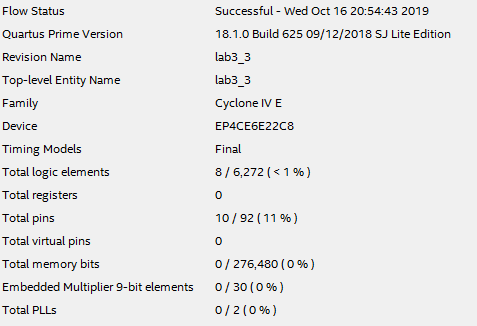 Flow Status Successful - Wed Oct 16 20:54:43 2019
Quartus Prime Version 18.1.0 Build 625 09/12/2018 SJ Lite Edition
Revision Name lab3_3
Top-level Entity Name lab3_3
Family Cyclone IV E
Device EP4CE6E22C8
Timing Models Final
Total logic elements 8 / 6,272 ( < 1 % )
Total registers 0
Total pins 10 / 92 ( 11 % )
Total virtual pins 0
Total memory bits 0 / 276,480 ( 0 % )
Embedded Multiplier 9-bit elements 0 / 30 ( 0 % )
Total PLLs 0 / 2 ( 0 % )